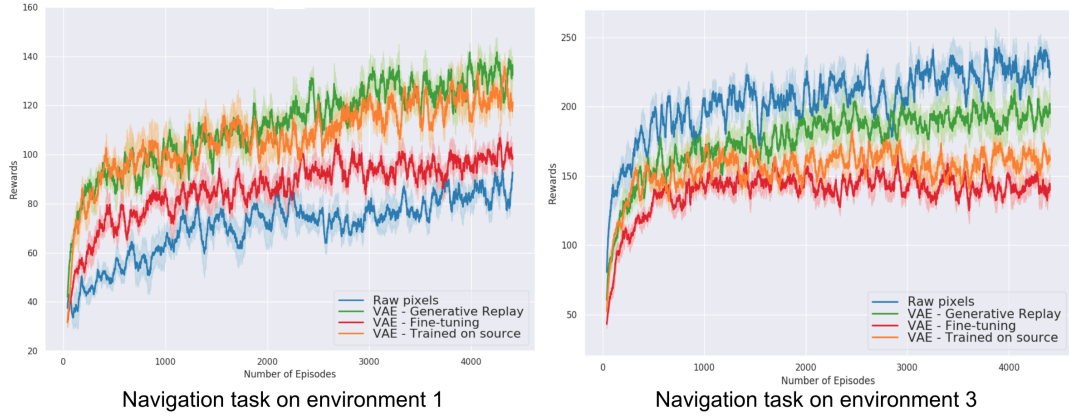 160
140
120
100
80
60
40
20
Rewards
0
1000
2000
3000
4000
Number of Episodes
Raw pixels
VAE - Generative Replay
VAE - Fine-tuning
VAE - Trained on source
Navigation task on environment 1
250
200
150
100
50
Rewards
0
1000
2000
3000
4000
Number of Episodes
Raw pixels
VAE - Generative Replay
VAE - Fine-tuning
VAE - Trained on source
Navigation task on environment 3